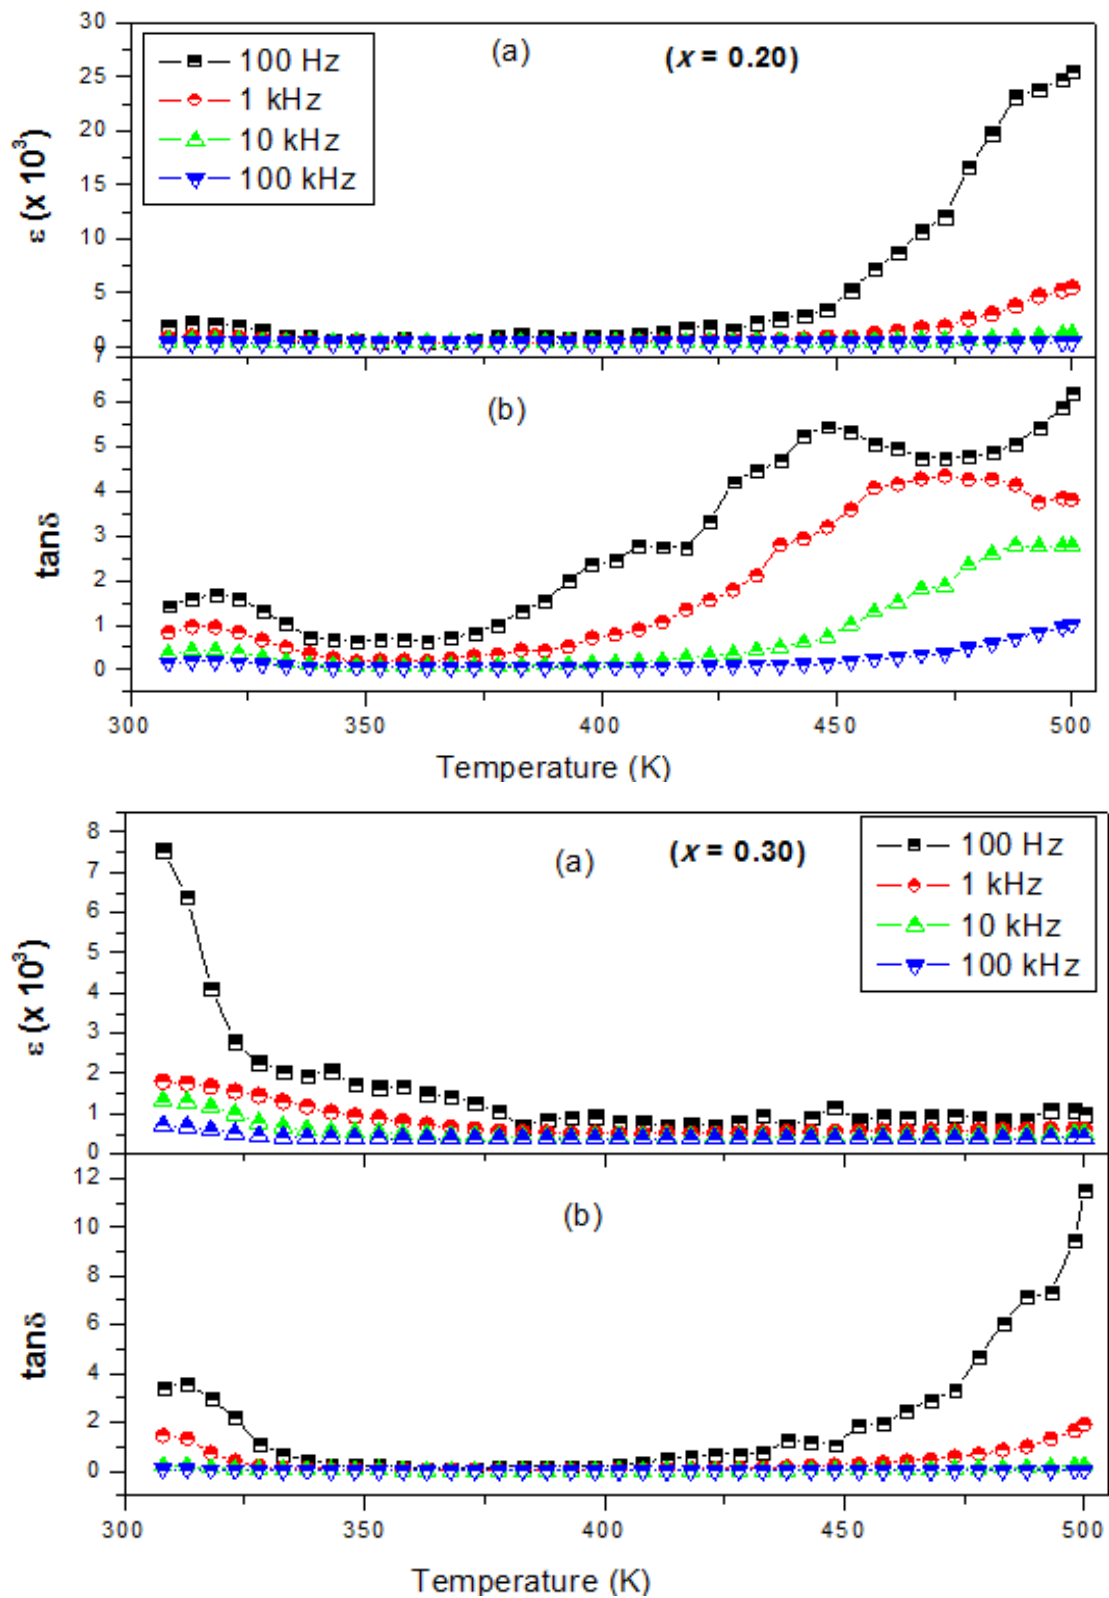 30
(a)
(x = 0.20)
100 Hz
25
1 kHz
20
10 kHz
15
100 kHz
ε (x 10³)
10
5
0
7
6
(b)
5
4
3
tanδ
2
1
0
300
350
400
450
500
Temperature (K)
8
(a)
(x = 0.30)
100 Hz
7
1 kHz
6
10 kHz
5
100 kHz
ε (x 10³)
4
3
2
1
0
12
(b)
10
8
6
tanδ
4
2
0
300
350
400
450
500
Temperature (K)